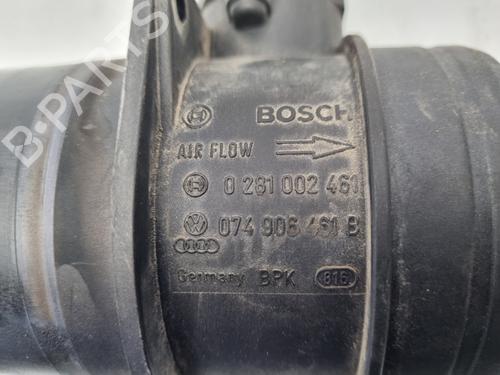 BOSCH
AIR FLOW
0 281 002 461
074 906 461 B
Germany BPK 816
B-PARTS